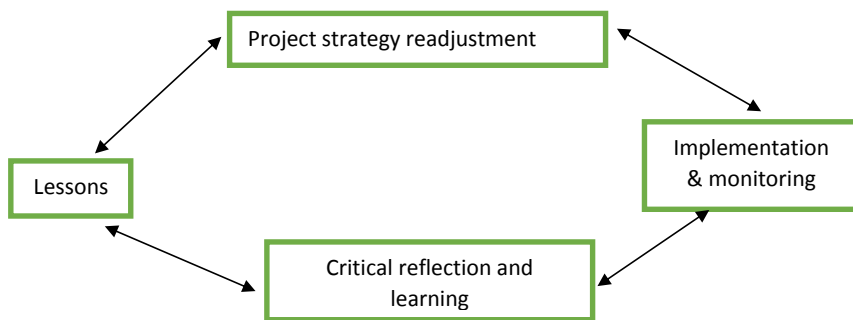 Project strategy readjustment
Implementation
& monitoring
Lessons
Critical reflection and
learning